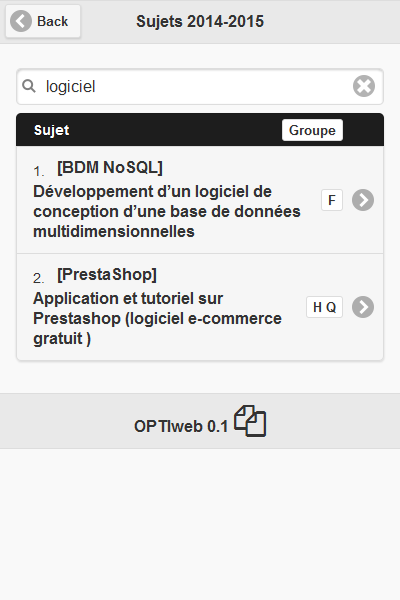 Back
Sujets 2014-2015
logiciel
Sujet Groupe
1. [BDM NoSQL]
Développement d’un logiciel de
conception d’une base de données F
multidimensionnelles
2. [PrestaShop]
Application et tutoriel sur
Prestashop (logiciel e-commerce H Q
gratuit )
OPTIweb 0.1